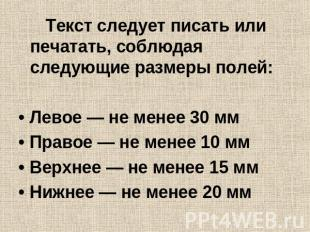 Текст следует писать или
печатать, соблюдая
следующие размеры полей:
• Левое — не менее 30 мм
• Правое — не менее 10 мм
• Верхнее — не менее 15 мм
• Нижнее — не менее 20 мм
PPt4WEB.ru